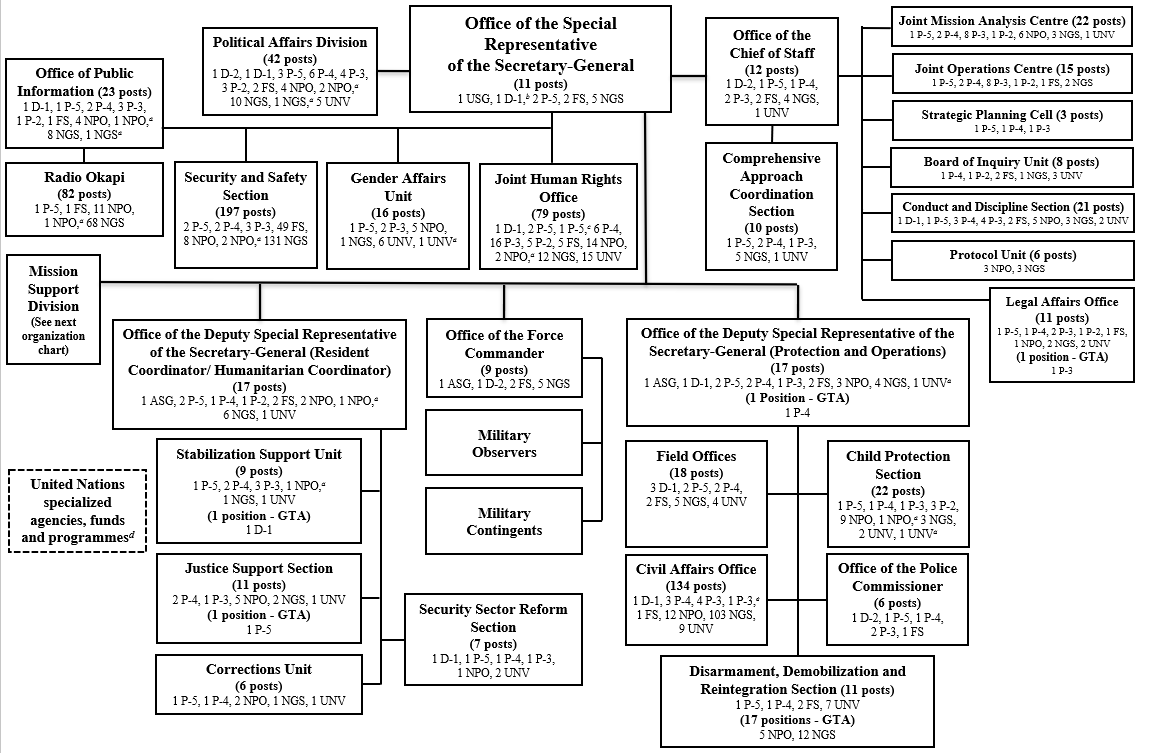 Office of the Special
Representative
of the Secretary-General
(11 posts)
1 USG, 1 D-1,ᵇ 2 P-5, 2 FS, 5 NGS
Political Affairs Division
(42 posts)
1 D-2, 1 D-1, 3 P-5, 6 P-4, 4 P-3,
3 P-2, 2 FS, 4 NPO, 2 NPO,ᵃ
10 NGS, 1 NGS,ᵃ 5 UNV
Office of the
Chief of Staff
(12 posts)
1 D-2, 1 P-5, 1 P-4,
2 P-3, 2 FS, 4 NGS,
1 UNV
Joint Mission Analysis Centre (22 posts)
1 P-5, 2 P-4, 8 P-3, 1 P-2, 6 NPO, 3 NGS, 1 UNV
Joint Operations Centre (15 posts)
1 P-5, 2 P-4, 8 P-3, 1 P-2, 1 FS, 2 NGS
Strategic Planning Cell (3 posts)
1 P-5, 1 P-4, 1 P-3
Board of Inquiry Unit (8 posts)
1 P-4, 1 P-2, 2 FS, 1 NGS, 3 UNV
Conduct and Discipline Section (21 posts)
1 D-1, 1 P-5, 3 P-4, 4 P-3, 2 FS, 5 NPO, 3 NGS, 2 UNV
Protocol Unit (6 posts)
3 NPO, 3 NGS
Legal Affairs Office
(11 posts)
1 P-5, 1 P-4, 2 P-3, 1 P-2, 1 FS,
1 NPO, 2 NGS, 2 UNV
(1 position - GTA)
1 P-3
Office of Public
Information (23 posts)
1 D-1, 1 P-5, 2 P-4, 3 P-3,
1 P-2, 1 FS, 4 NPO, 1 NPO,ᵃ
8 NGS, 1 NGSᵃ
Radio Okapi
(82 posts)
1 P-5, 1 FS, 11 NPO,
1 NPO,ᵃ 68 NGS
Security and Safety
Section
(197 posts)
2 P-5, 2 P-4, 3 P-3, 49 FS,
8 NPO, 2 NPO,ᵃ 131 NGS
Gender Affairs
Unit
(16 posts)
1 P-5, 2 P-3, 5 NPO,
1 NGS, 6 UNV, 1 UNVᵃ
Joint Human Rights
Office
(79 posts)
1 D-1, 2 P-5, 1 P-5,ᶜ 6 P-4,
16 P-3, 5 P-2, 5 FS, 14 NPO,
2 NPO,ᵃ 12 NGS, 15 UNV
Comprehensive
Approach
Coordination
Section
(10 posts)
1 P-5, 2 P-4, 1 P-3,
5 NGS, 1 UNV
Mission
Support
Division
(See next
organization
chart)
Office of the Deputy Special Representative
of the Secretary-General (Resident
Coordinator/ Humanitarian Coordinator)
(17 posts)
1 ASG, 2 P-5, 1 P-4, 1 P-2, 2 FS, 2 NPO, 1 NPO,ᵃ
6 NGS, 1 UNV
Office of the Force
Commander
(9 posts)
1 ASG, 1 D-2, 2 FS, 5 NGS
Military
Observers
Military
Contingents
Office of the Deputy Special Representative of the
Secretary-General (Protection and Operations)
(17 posts)
1 ASG, 1 D-1, 2 P-5, 2 P-4, 1 P-3, 2 FS, 3 NPO, 4 NGS, 1 UNVᵃ
(1 Position - GTA)
1 P-4
United Nations
specialized
agencies, funds
and programmesᵈ
Stabilization Support Unit
(9 posts)
1 P-5, 2 P-4, 3 P-3, 1 NPO,ᵃ
1 NGS, 1 UNV
(1 position - GTA)
1 D-1
Justice Support Section
(11 posts)
2 P-4, 1 P-3, 5 NPO, 2 NGS, 1 UNV
(1 position - GTA)
1 P-5
Corrections Unit
(6 posts)
1 P-5, 1 P-4, 2 NPO, 1 NGS, 1 UNV
Security Sector Reform
Section
(7 posts)
1 D-1, 1 P-5, 1 P-4, 1 P-3,
1 NPO, 2 UNV
Field Offices
(18 posts)
3 D-1, 2 P-5, 2 P-4,
2 FS, 5 NGS, 4 UNV
Child Protection
Section
(22 posts)
1 P-5, 1 P-4, 1 P-3, 3 P-2,
9 NPO, 1 NPO,ᵃ 3 NGS,
2 UNV, 1 UNVᵃ
Civil Affairs Office
(134 posts)
1 D-1, 3 P-4, 4 P-3, 1 P-3,ᵃ
1 FS, 12 NPO, 103 NGS,
9 UNV
Office of the Police
Commissioner
(6 posts)
1 D-2, 1 P-5, 1 P-4,
2 P-3, 1 FS
Disarmament, Demobilization and
Reintegration Section (11 posts)
1 P-5, 1 P-4, 2 FS, 7 UNV
(17 positions - GTA)
5 NPO, 12 NGS